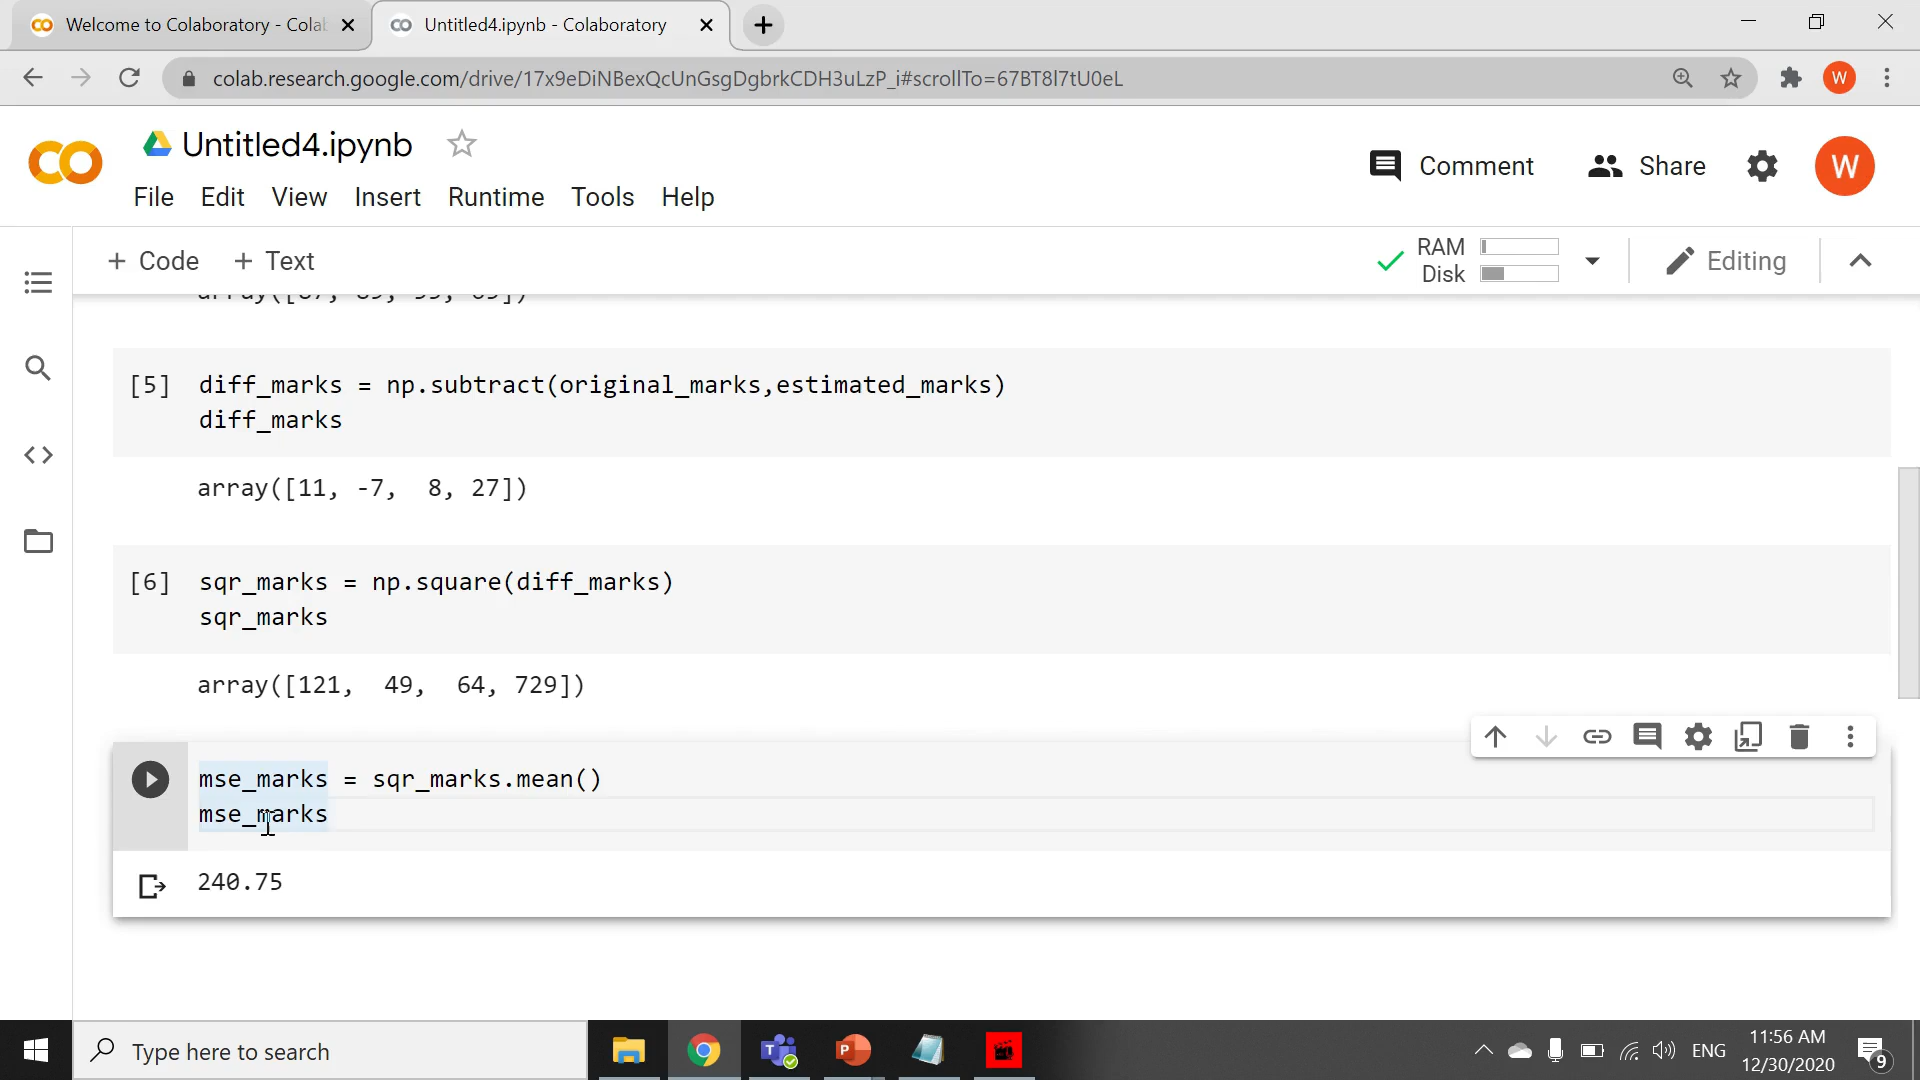 Welcome to Colaboratory - Colab
Untitled4.ipynb - Colaboratory
colab.research.google.com/drive/17x9eDiNBexQcUnGsgDgbrkCDH3uLzP_i#scrollTo=67BT8l7tU0eL
W
CO
Untitled4.ipynb
Comment
Share
W
File Edit View Insert Runtime Tools Help
+ Code + Text
RAM
Disk
Editing
[5] diff_marks = np.subtract(original_marks,estimated_marks)
diff_marks
array([11, -7,  8, 27])
[6] sqr_marks = np.square(diff_marks)
sqr_marks
array([121,  49,  64, 729])
mse_marks = sqr_marks.mean()
mse_marks
240.75
Type here to search
ENG
11:56 AM
12/30/2020
9